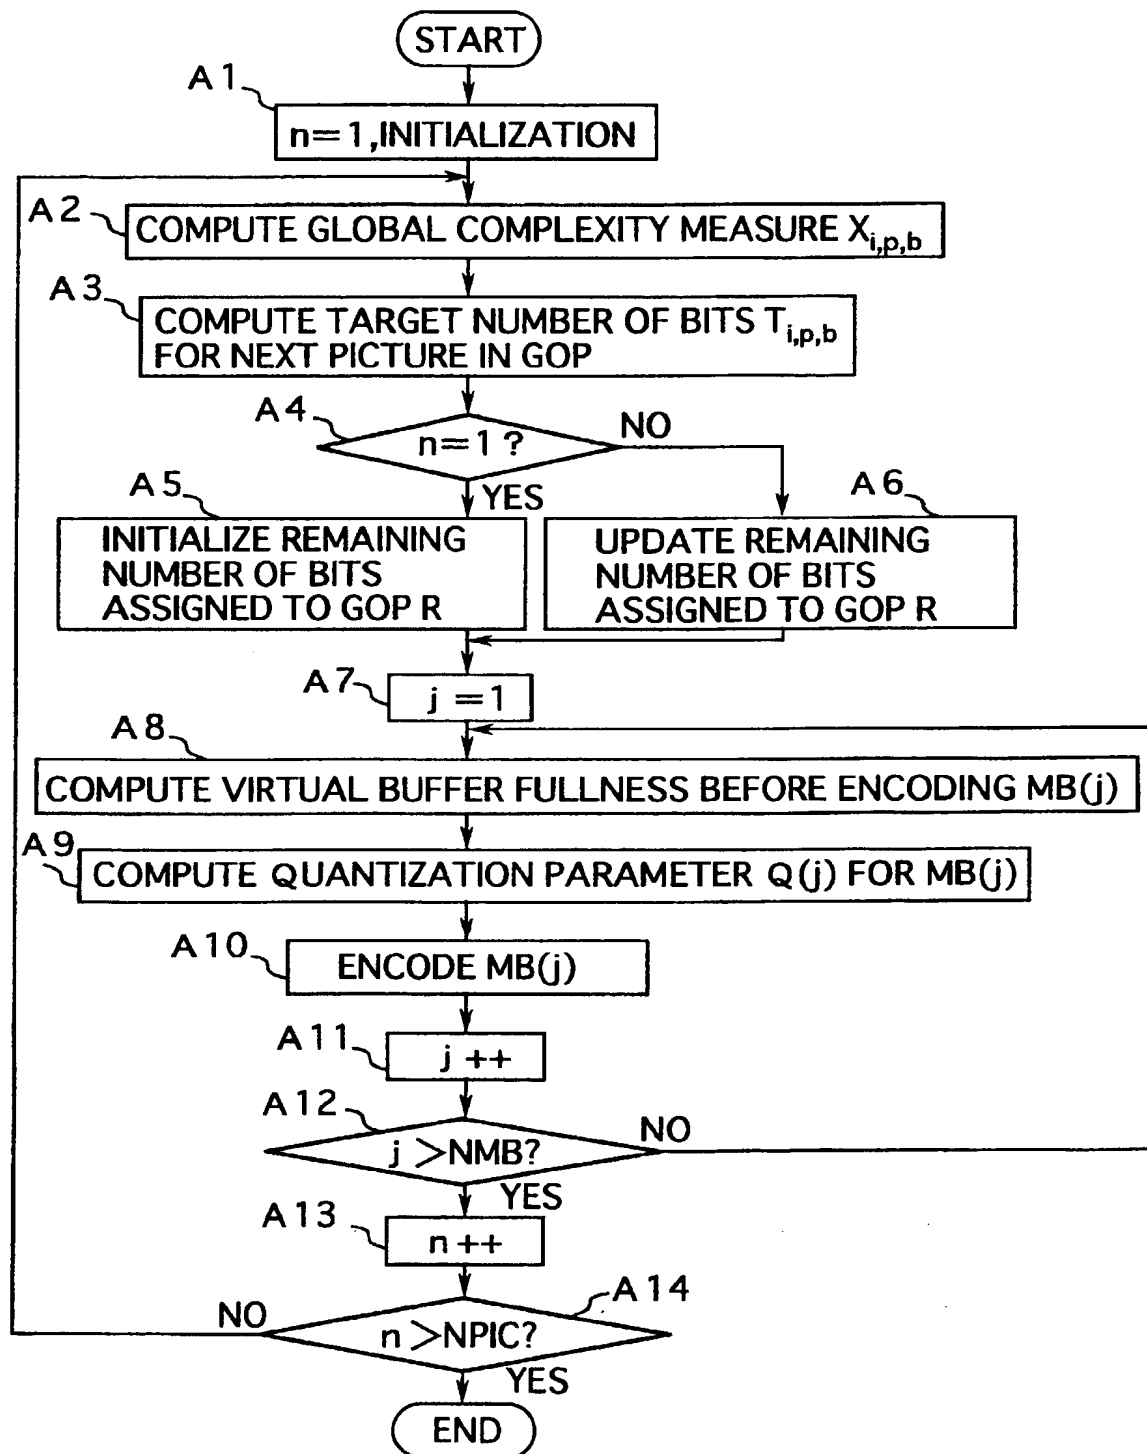 START
A1
n=1,INITIALIZATION
A2
COMPUTE GLOBAL COMPLEXITY MEASURE Xi,p,b
A3
COMPUTE TARGET NUMBER OF BITS Ti,p,b
FOR NEXT PICTURE IN GOP
A4
n=1?
NO
YES
A5
INITIALIZE REMAINING
NUMBER OF BITS
ASSIGNED TO GOP R
A6
UPDATE REMAINING
NUMBER OF BITS
ASSIGNED TO GOP R
A7
j=1
A8
COMPUTE VIRTUAL BUFFER FULLNESS BEFORE ENCODING MB(j)
A9
COMPUTE QUANTIZATION PARAMETER Q(j) FOR MB(j)
A10
ENCODE MB(j)
A11
j++
A12
j>NMB?
NO
YES
A13
n++
A14
n>NPIC?
NO
YES
END